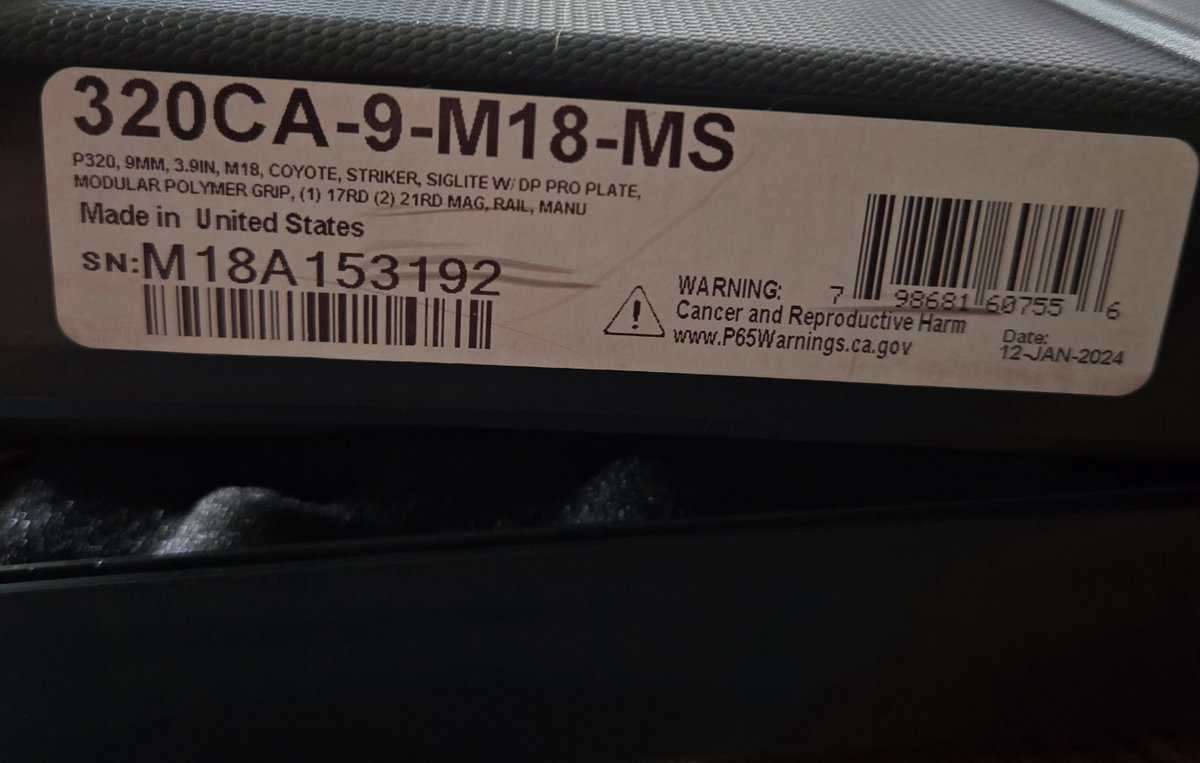 320CA-9-M18-MS
P320, 9MM, 3.9IN, M18, COYOTE, STRIKER, SIGLITE W/ DP PRO PLATE,
MODULAR POLYMER GRIP, (1) 17RD (2) 21RD MAG, RAIL, MANU
Made in United States
SN:M18A153192
WARNING:
Cancer and Reproductive Harm
www.P65Warnings.ca.gov
7 98681 60755 6
Date:
12-JAN-2024